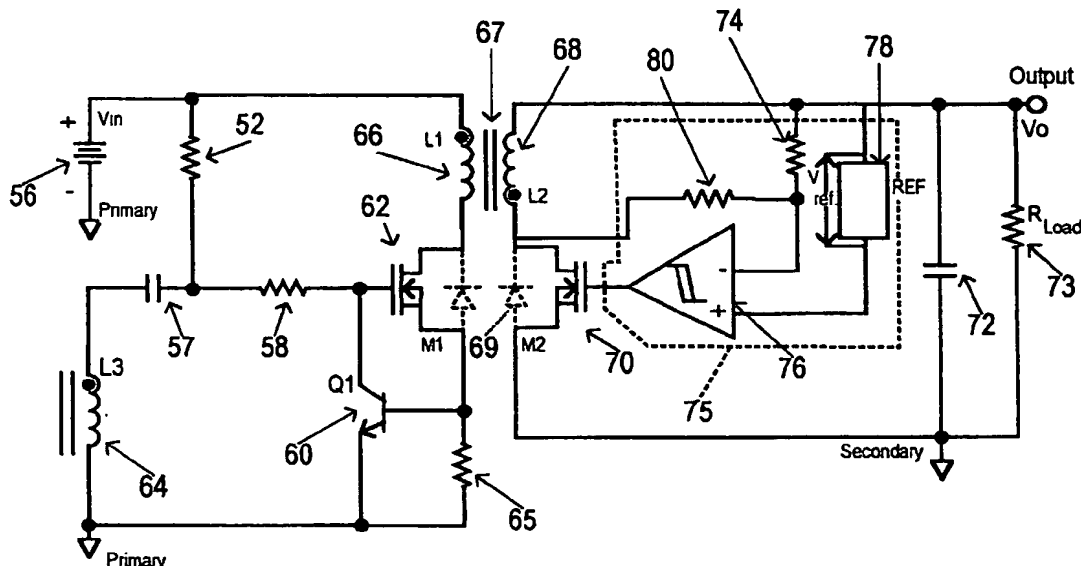 67
68
74
80
78
Output
Vo
+
Vin
52
56
-
Primary
66
L1
L2
V
ref.
REF
62
RLoad
73
57
58
M1
69
M2
70
-
+
76
72
75
L3
Q1
60
64
65
Secondary
Primary